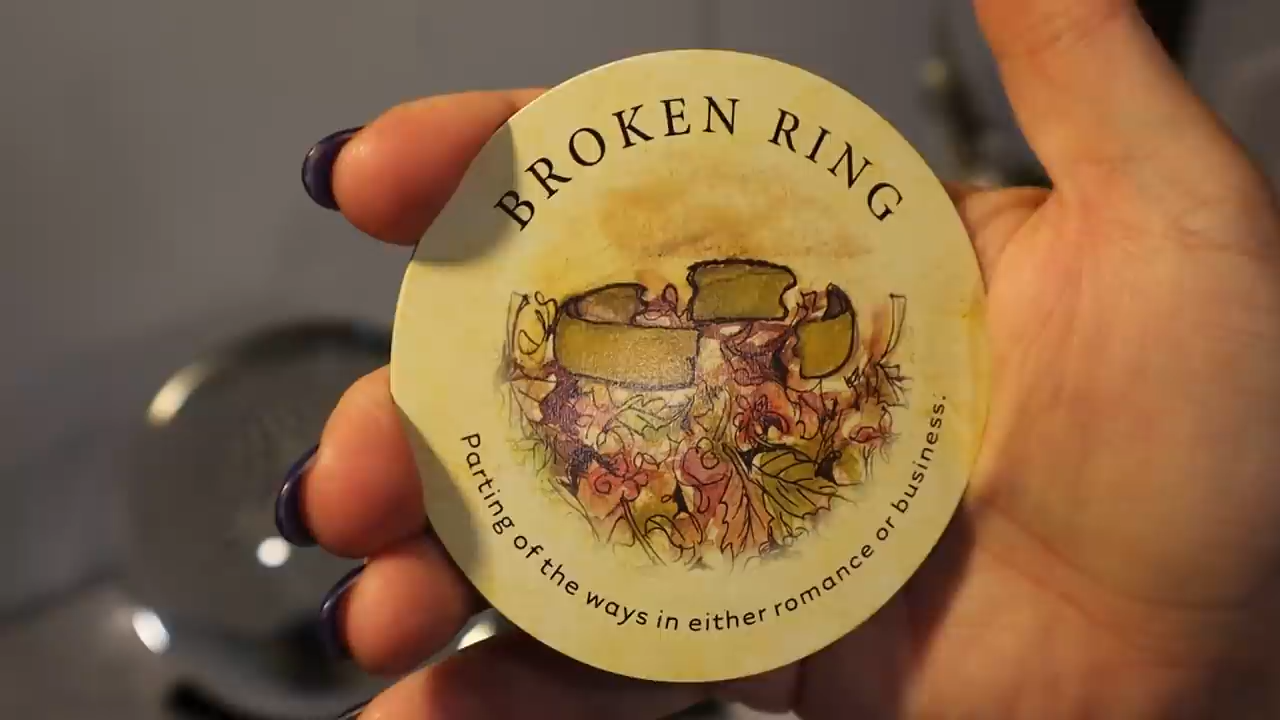 BROKEN RING
Parting of the ways in either romance or business.